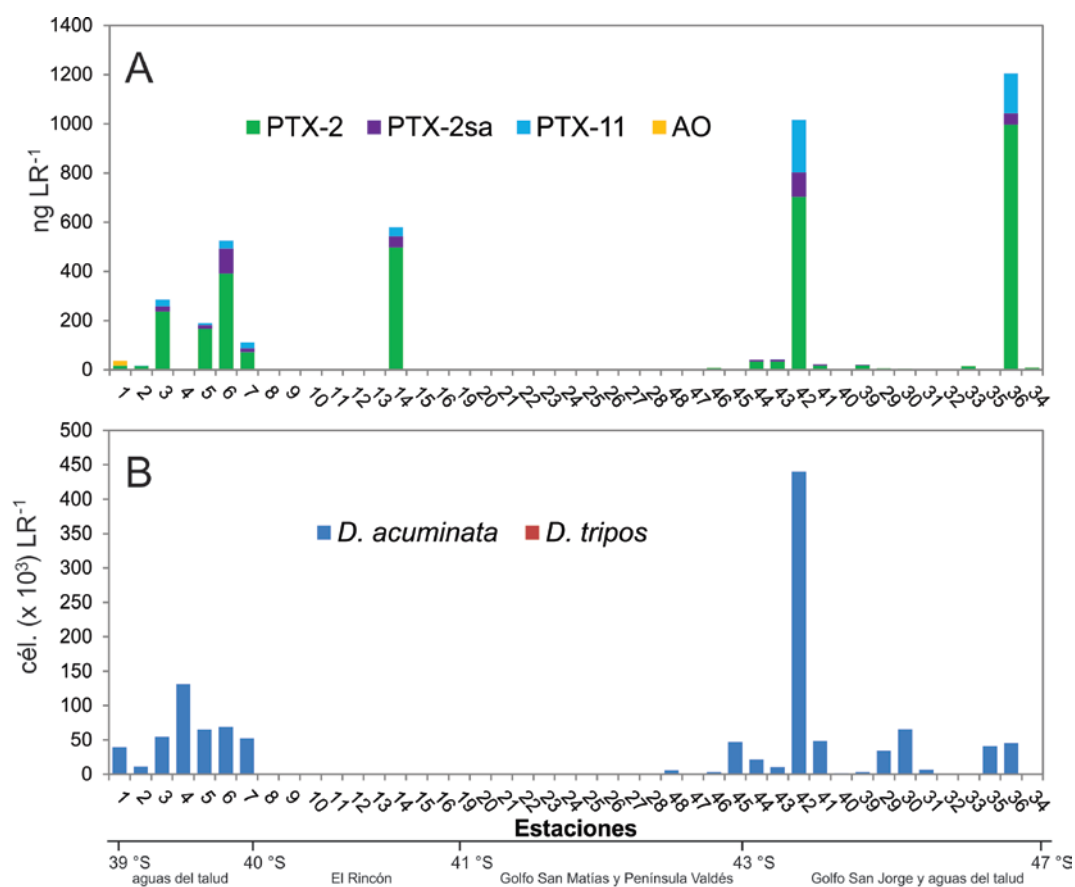 A
1400
1200
1000
800
600
400
200
0
ng LR⁻¹
PTX-2 PTX-2sa PTX-11 AO
1 2 3 4 5 6 7 8 9 10 11 12 13 14 15 16 19 20 21 22 23 24 25 26 27 28 48 47 46 45 44 43 42 41 40 39 29 30 31 32 33 35 36 34
B
500
450
400
350
300
250
200
150
100
50
0
cél. (x 10³) LR⁻¹
D. acuminata D. tripos
1 2 3 4 5 6 7 8 9 10 11 12 13 14 15 16 19 20 21 22 23 24 25 26 27 28 48 47 46 45 44 43 42 41 40 39 29 30 31 32 33 35 36 34
Estaciones
39 °S 40 °S 41 °S 43 °S 47 °S
aguas del talud El Rincón Golfo San Matías y Península Valdés Golfo San Jorge y aguas del talud